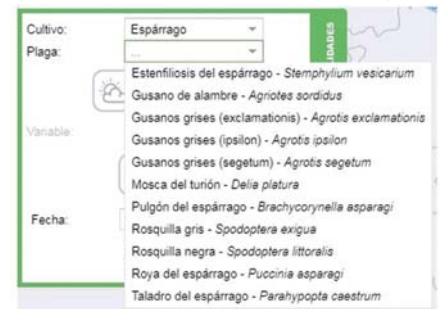 Cultivo: Espárrago
Plaga: ...
Estenfiliosis del espárrago - Stemphylium vesicarium
Gusano de alambre - Agriotes sordidus
Gusanos grises (exclamationis) - Agrotis exclamationis
Gusanos grises (ipsilon) - Agrotis ipsilon
Gusanos grises (segetum) - Agrotis segetum
Mosca del turión - Delia platura
Pulgón del espárrago - Brachycorynella asparagi
Rosquilla gris - Spodoptera exigua
Rosquilla negra - Spodoptera littoralis
Roya del espárrago - Puccinia asparagi
Taladro del espárrago - Parahypopta caestrum
Variable:
Fecha: